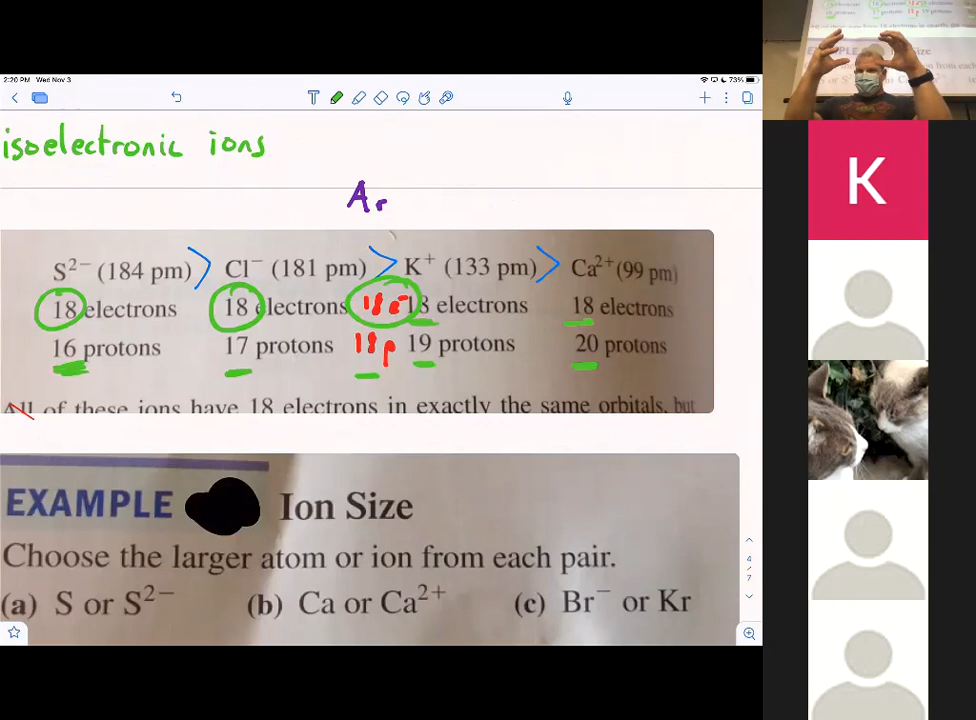 2:20 PM Wed Nov 3
73%
isoelectronic ions
Ar
S²⁻ (184 pm) > Cl⁻ (181 pm) > K⁺ (133 pm) > Ca²⁺ (99 pm)
18 electrons 18 electrons 18 e⁻ 18 electrons 18 electrons
16 protons 17 protons 18 p 19 protons 20 protons
All of these ions have 18 electrons in exactly the same orbitals, but
EXAMPLE Ion Size
Choose the larger atom or ion from each pair.
(a) S or S²⁻ (b) Ca or Ca²⁺ (c) Br⁻ or Kr
4
7
K